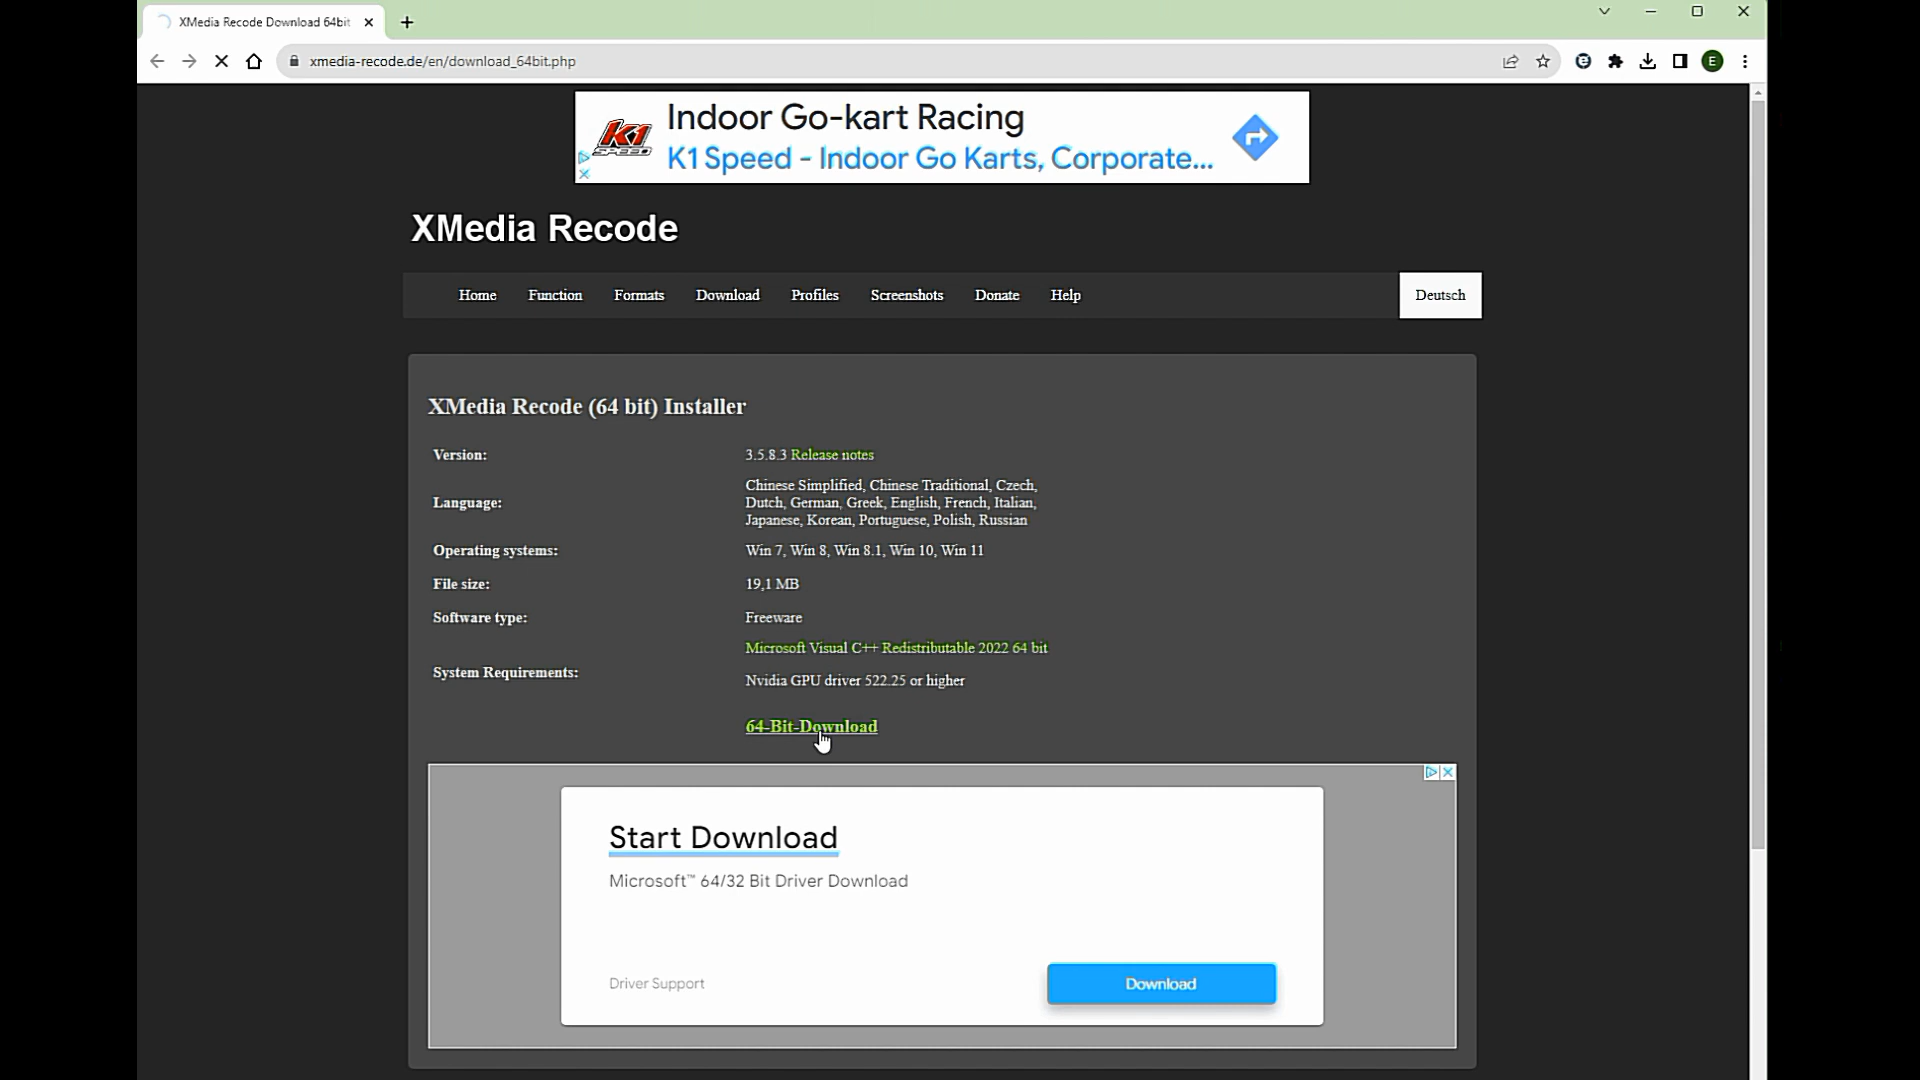 XMedia Recode Download 64bit
xmedia-recode.de/en/download_64bit.php
E
K1 SPEED
Indoor Go-kart Racing
K1 Speed - Indoor Go Karts, Corporate...
XMedia Recode
Home Function Formats Download Profiles Screenshots Donate Help Deutsch
XMedia Recode (64 bit) Installer
Version: 3.5.8.3 Release notes
Language: Chinese Simplified, Chinese Traditional, Czech,
Dutch, German, Greek, English, French, Italian,
Japanese, Korean, Portuguese, Polish, Russian
Operating systems: Win 7, Win 8, Win 8.1, Win 10, Win 11
File size: 19,1 MB
Software type: Freeware
System Requirements: Microsoft Visual C++ Redistributable 2022 64 bit
Nvidia GPU driver 522.25 or higher
64-Bit-Download
Start Download
Microsoft™ 64/32 Bit Driver Download
Driver Support
Download